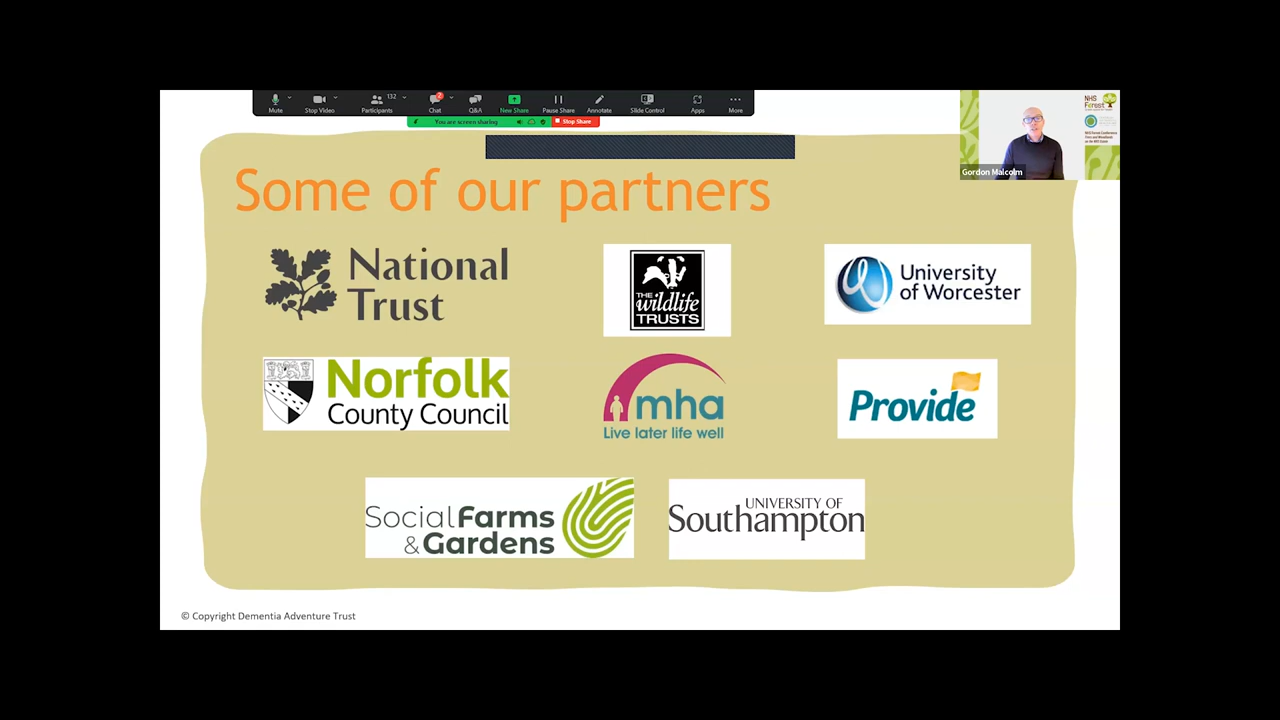 Mute
Stop Video
Participants
132
Chat
2
Q&A
New Share
Pause Share
Annotate
Slide Control
Apps
More
You are screen sharing
Stop Share
NHS
Forest
Gordon Malcolm
Some of our partners
National
Trust
THE
wildlife
TRUSTS
University
of Worcester
Norfolk
County Council
mha
Live later life well
Provide
Social Farms
& Gardens
UNIVERSITY OF
Southampton
© Copyright Dementia Adventure Trust